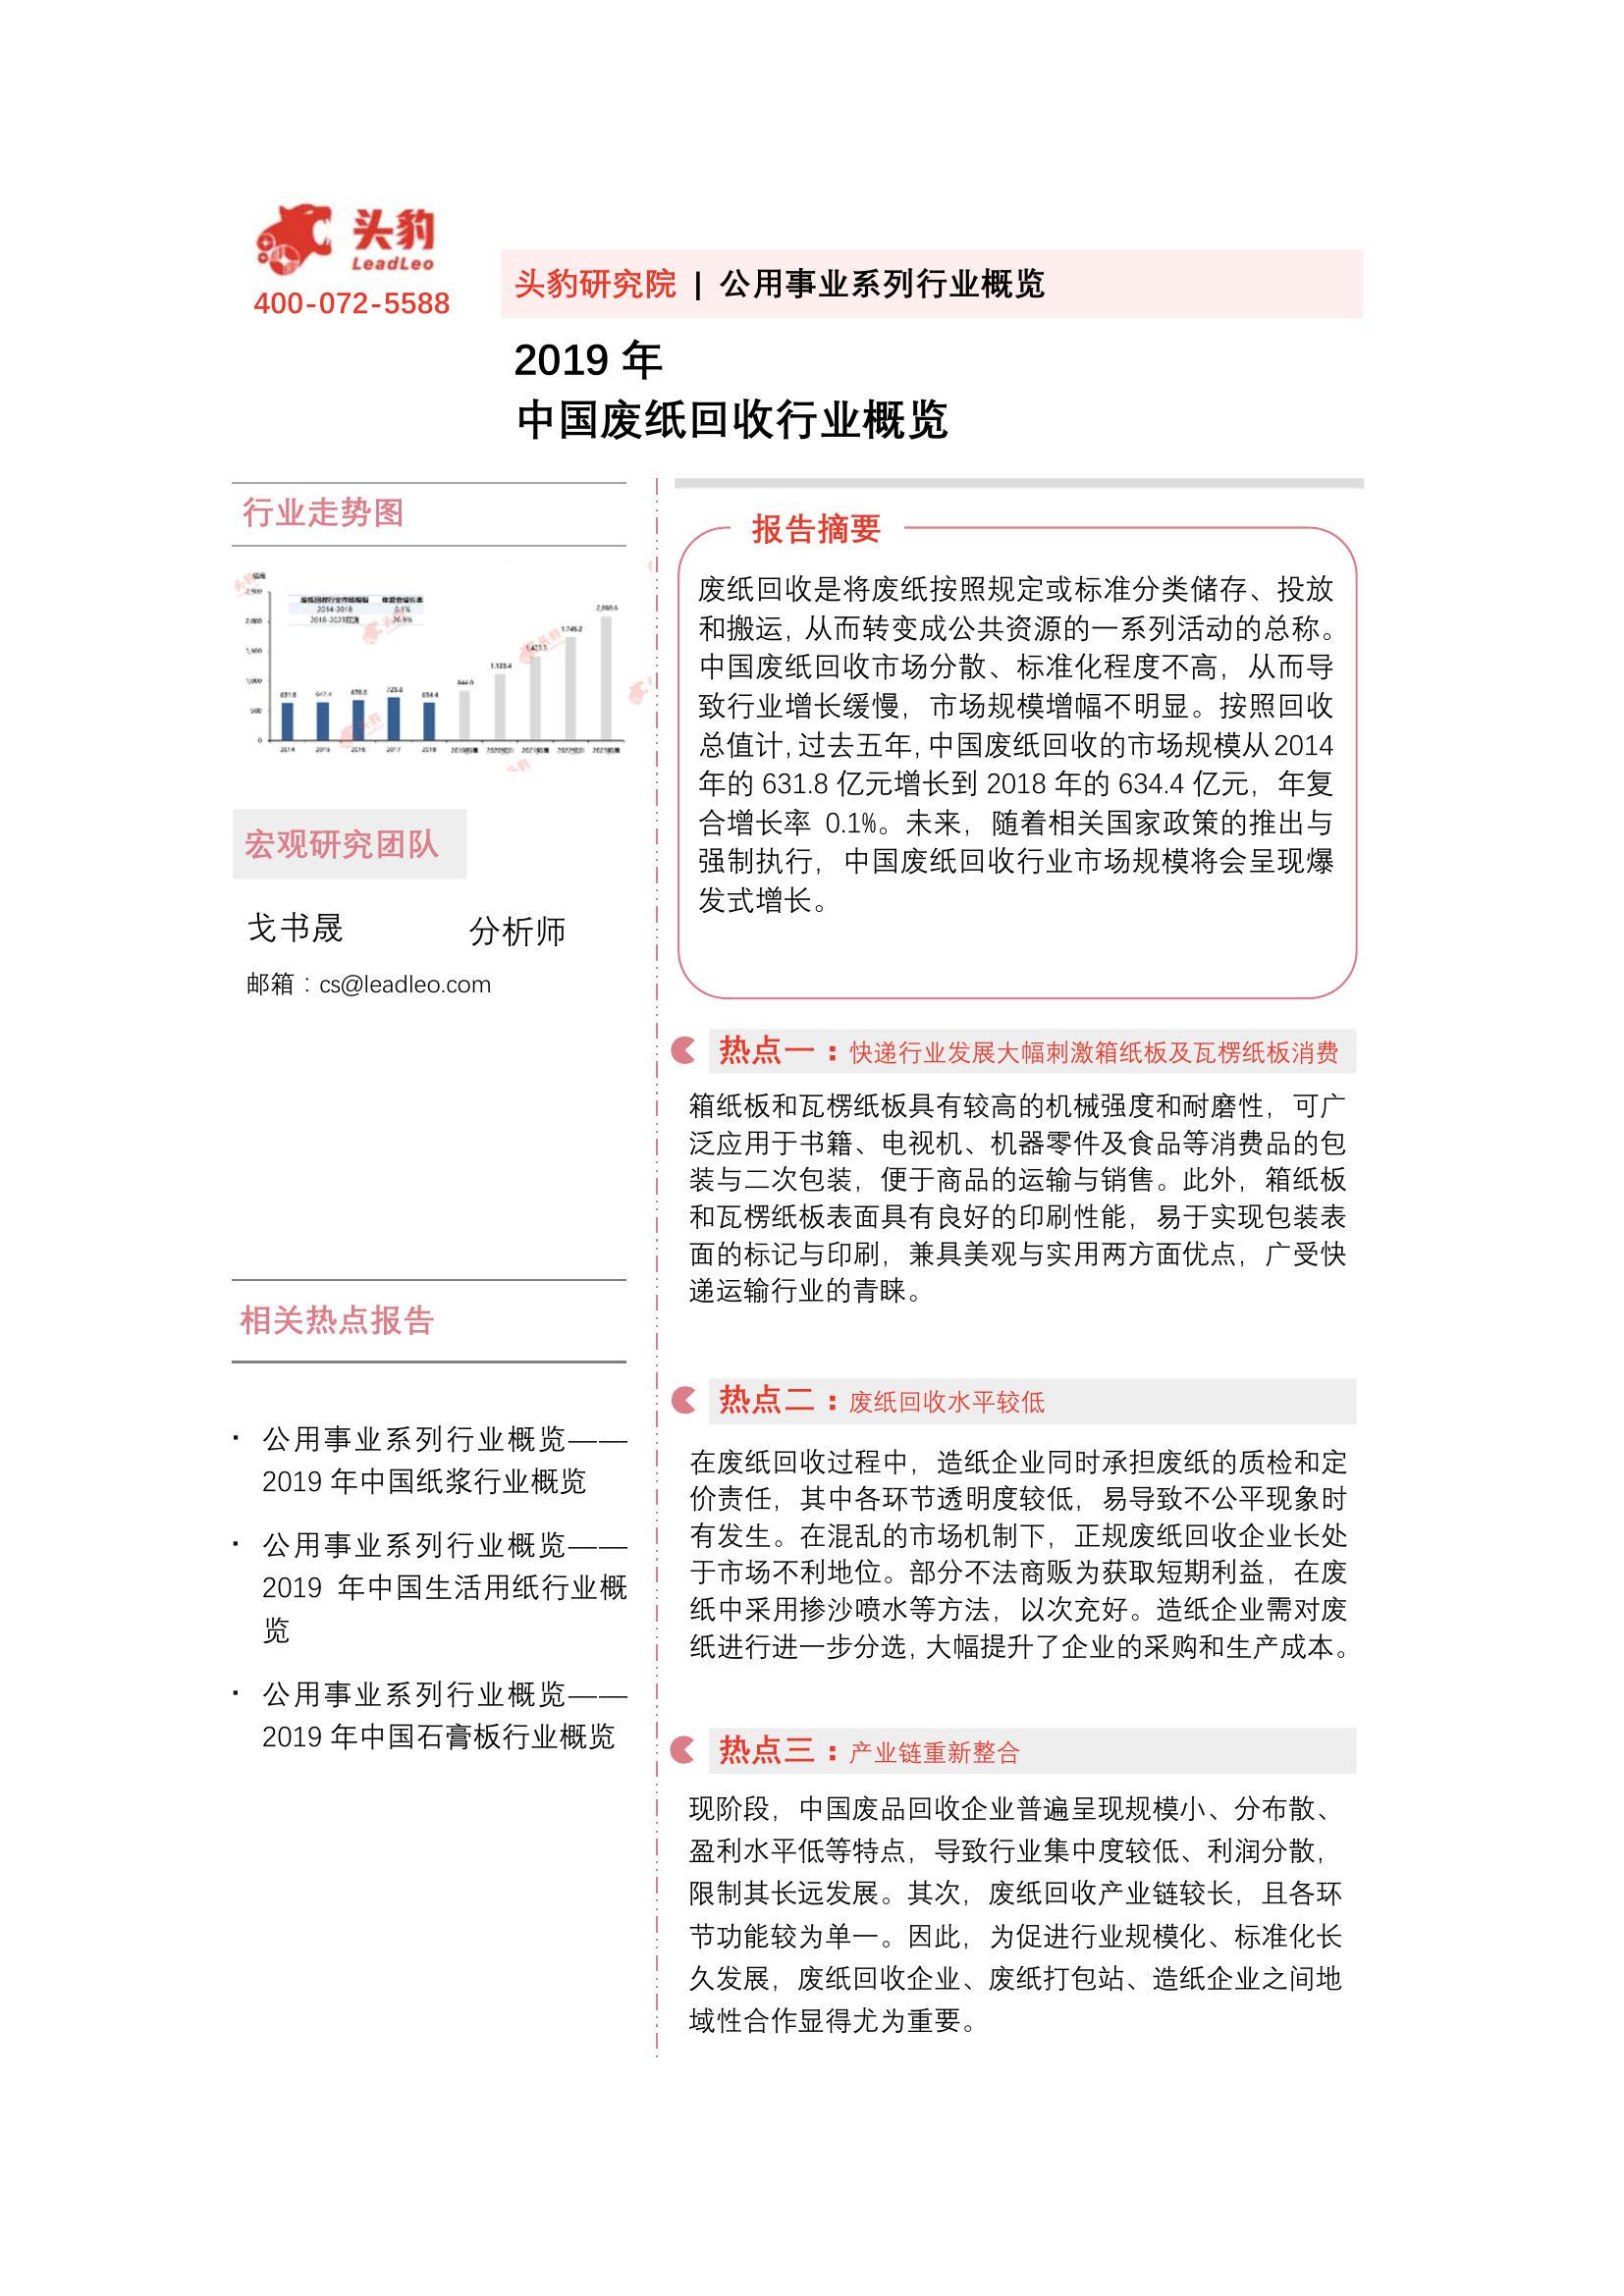 头豹
LeadLeo
400-072-5588
头豹研究院 | 公用事业系列行业概览
2019 年
中国废纸回收行业概览
行业走势图
2,500
2,000
1,500
1,000
500
0
废纸回收行业市场规模 年复合增长率
2014-2018 0.1%
2018-2023预测 26.9%
631.8
634.4
1,745.2
2014 2015 2016 2017 2018 2019预测 2020预测 2021预测 2022预测 2023预测
宏观研究团队
戈书晟 分析师
邮箱：cs@leadleo.com
相关热点报告
· 公用事业系列行业概览——
2019 年中国纸浆行业概览
· 公用事业系列行业概览——
2019 年中国生活用纸行业概
览
· 公用事业系列行业概览——
2019 年中国石膏板行业概览
报告摘要
废纸回收是将废纸按照规定或标准分类储存、投放
和搬运，从而转变成公共资源的一系列活动的总称。
中国废纸回收市场分散、标准化程度不高，从而导
致行业增长缓慢，市场规模增幅不明显。按照回收
总值计，过去五年，中国废纸回收的市场规模从2014
年的 631.8 亿元增长到 2018 年的 634.4 亿元，年复
合增长率 0.1%。未来，随着相关国家政策的推出与
强制执行，中国废纸回收行业市场规模将会呈现爆
发式增长。
热点一：快递行业发展大幅刺激箱纸板及瓦楞纸板消费
箱纸板和瓦楞纸板具有较高的机械强度和耐磨性，可广
泛应用于书籍、电视机、机器零件及食品等消费品的包
装与二次包装，便于商品的运输与销售。此外，箱纸板
和瓦楞纸板表面具有良好的印刷性能，易于实现包装表
面的标记与印刷，兼具美观与实用两方面优点，广受快
递运输行业的青睐。
热点二：废纸回收水平较低
在废纸回收过程中，造纸企业同时承担废纸的质检和定
价责任，其中各环节透明度较低，易导致不公平现象时
有发生。在混乱的市场机制下，正规废纸回收企业长处
于市场不利地位。部分不法商贩为获取短期利益，在废
纸中采用掺沙喷水等方法，以次充好。造纸企业需对废
纸进行进一步分选，大幅提升了企业的采购和生产成本。
热点三：产业链重新整合
现阶段，中国废品回收企业普遍呈现规模小、分布散、
盈利水平低等特点，导致行业集中度较低、利润分散，
限制其长远发展。其次，废纸回收产业链较长，且各环
节功能较为单一。因此，为促进行业规模化、标准化长
久发展，废纸回收企业、废纸打包站、造纸企业之间地
域性合作显得尤为重要。